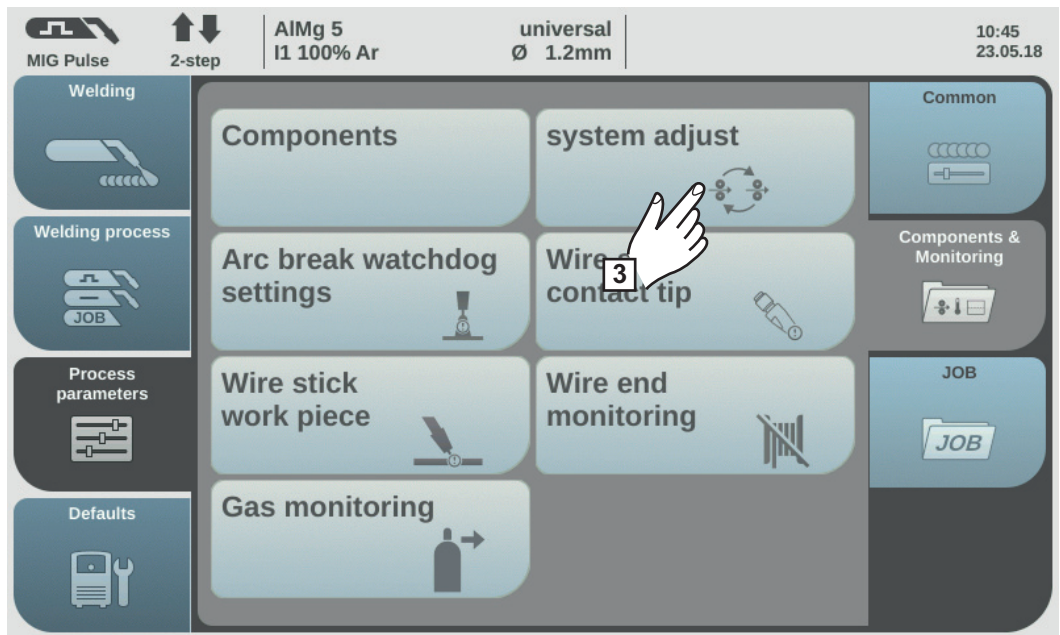 MIG Pulse
2-step
AlMg 5
I1 100% Ar
universal
Ø 1.2mm
10:45
23.05.18
Welding
Welding process
JOB
Process
parameters
Defaults
Components
system adjust
3
Arc break watchdog
settings
Wire
contact tip
Wire stick
work piece
Wire end
monitoring
Gas monitoring
Common
Components &
Monitoring
JOB
JOB